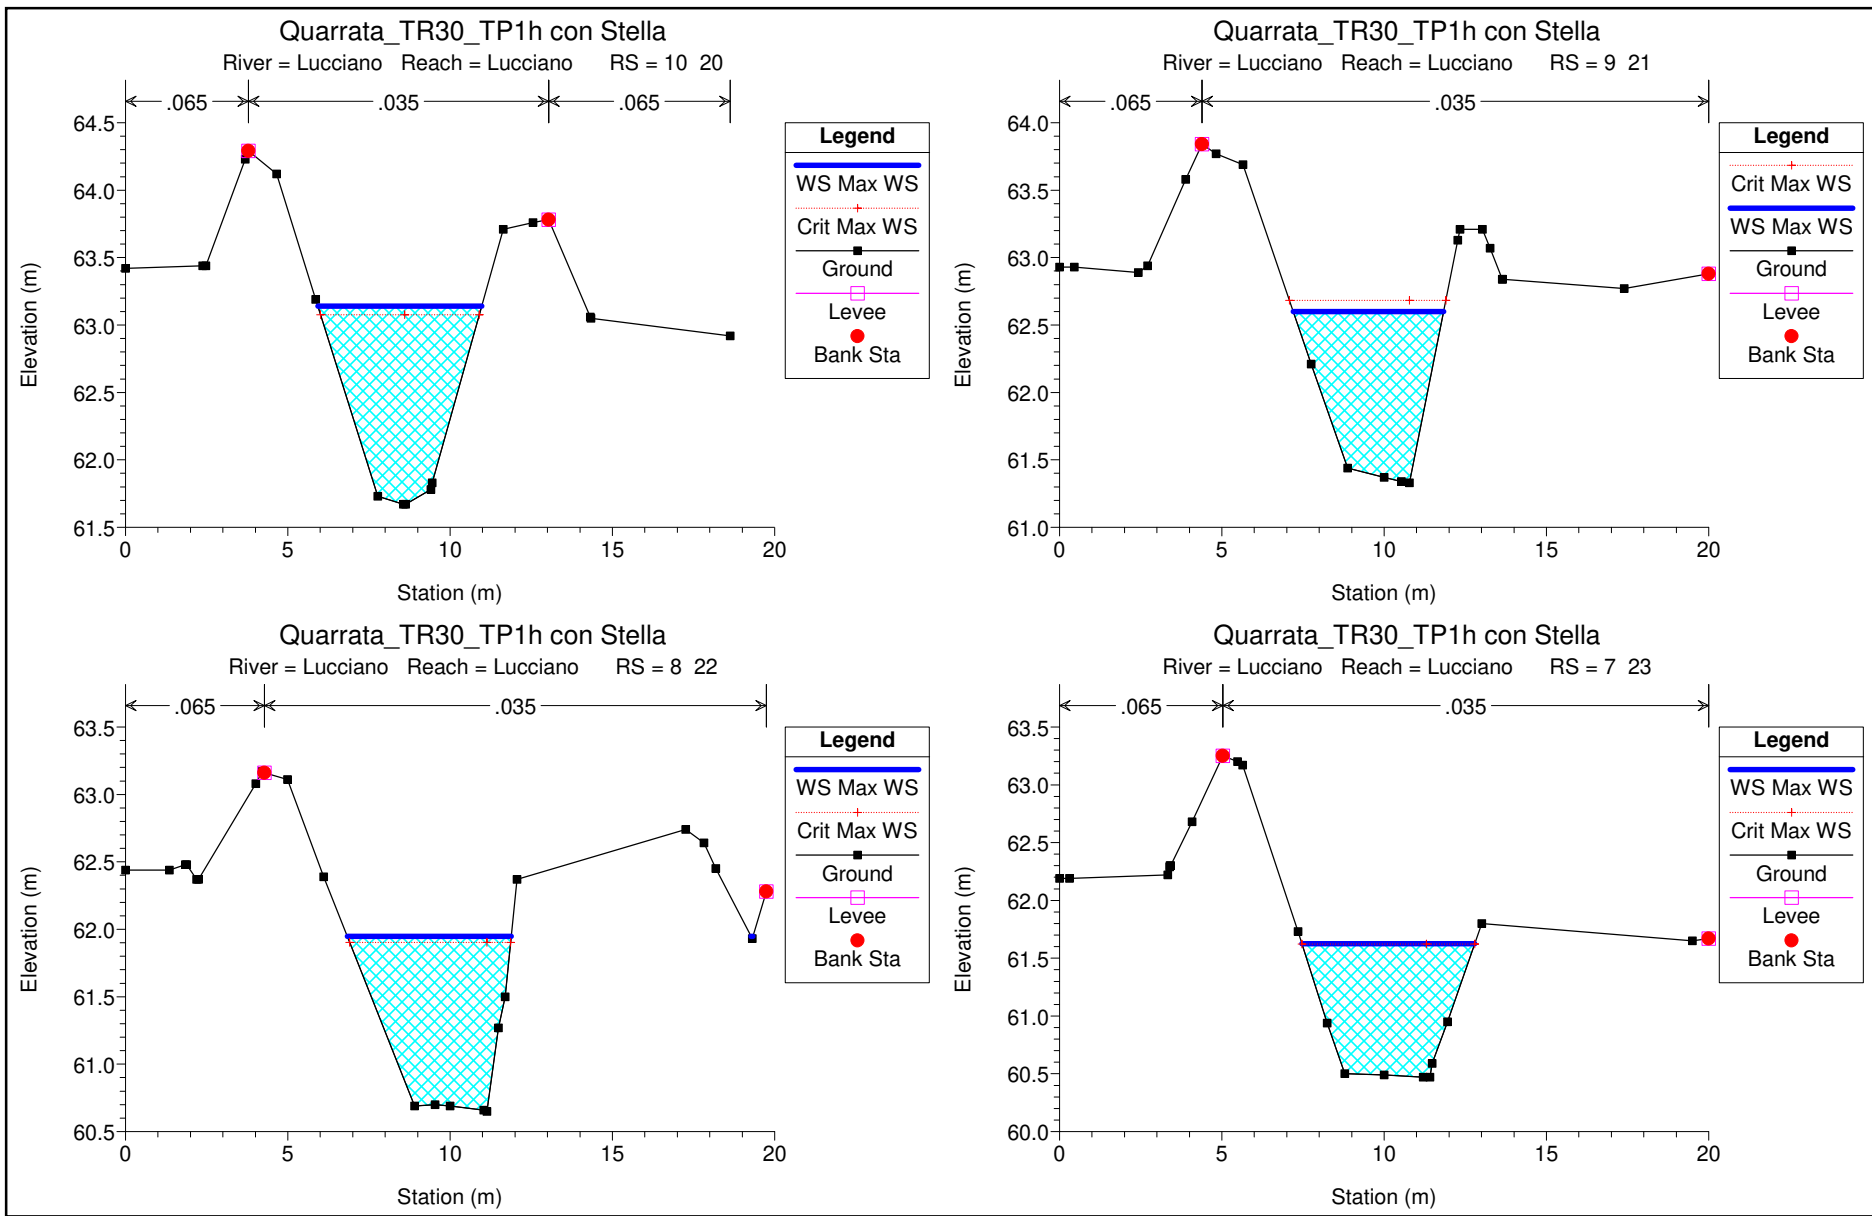 Quarrata_TR30_TP1h con Stella
River = Lucciano Reach = Lucciano RS = 10 20
.065 .035 .065
64.5
64.0
63.5
63.0
62.5
62.0
61.5
Elevation (m)
0 5 10 15 20
Station (m)
Legend
WS Max WS
Crit Max WS
Ground
Levee
Bank Sta
Quarrata_TR30_TP1h con Stella
River = Lucciano Reach = Lucciano RS = 9 21
.065 .035
64.0
63.5
63.0
62.5
62.0
61.5
61.0
Elevation (m)
0 5 10 15 20
Station (m)
Legend
Crit Max WS
WS Max WS
Ground
Levee
Bank Sta
Quarrata_TR30_TP1h con Stella
River = Lucciano Reach = Lucciano RS = 8 22
.065 .035
63.5
63.0
62.5
62.0
61.5
61.0
60.5
Elevation (m)
0 5 10 15 20
Station (m)
Legend
WS Max WS
Crit Max WS
Ground
Levee
Bank Sta
Quarrata_TR30_TP1h con Stella
River = Lucciano Reach = Lucciano RS = 7 23
.065 .035
63.5
63.0
62.5
62.0
61.5
61.0
60.5
60.0
Elevation (m)
0 5 10 15 20
Station (m)
Legend
WS Max WS
Crit Max WS
Ground
Levee
Bank Sta